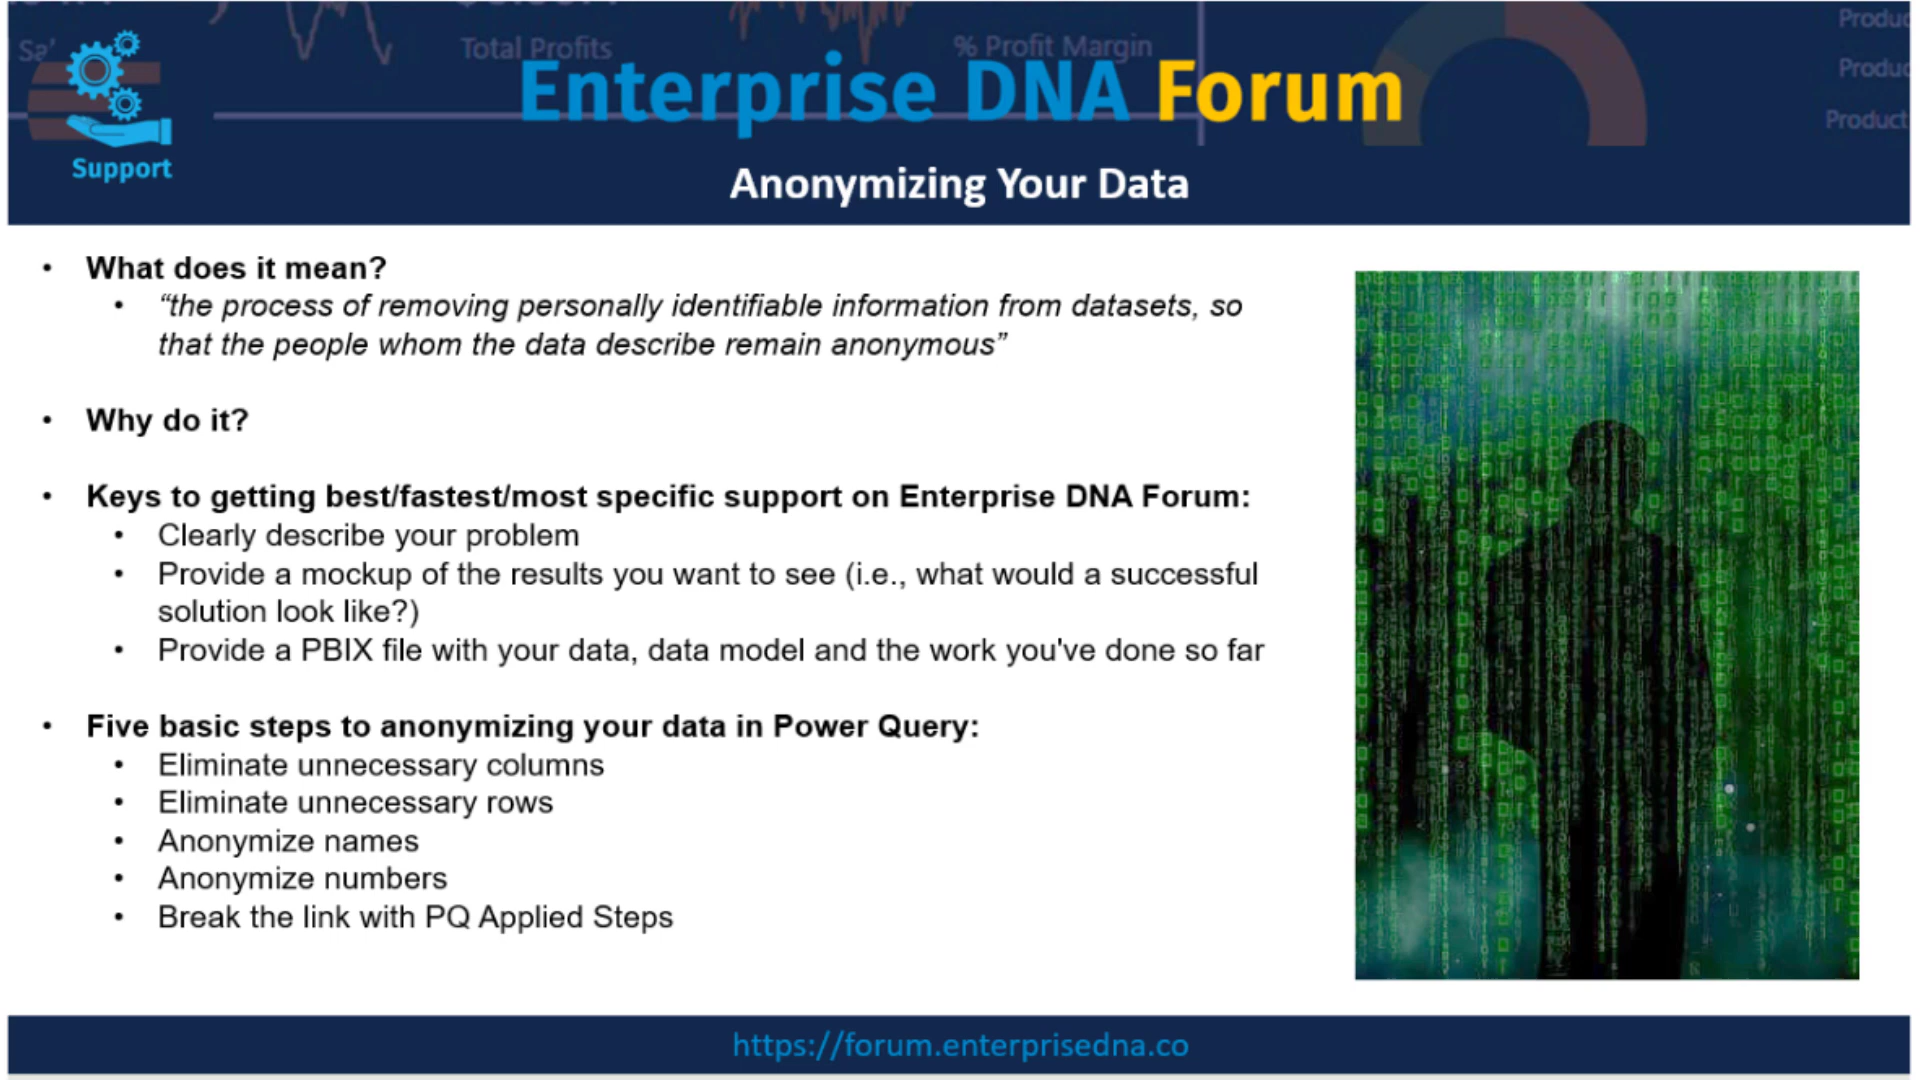 Sa'
Total Profits
% Profit Margin
Produc
Produc
Product
Enterprise DNA Forum
Support
Anonymizing Your Data
• What does it mean?
• “the process of removing personally identifiable information from datasets, so
that the people whom the data describe remain anonymous”
• Why do it?
• Keys to getting best/fastest/most specific support on Enterprise DNA Forum:
• Clearly describe your problem
• Provide a mockup of the results you want to see (i.e., what would a successful
solution look like?)
• Provide a PBIX file with your data, data model and the work you've done so far
• Five basic steps to anonymizing your data in Power Query:
• Eliminate unnecessary columns
• Eliminate unnecessary rows
• Anonymize names
• Anonymize numbers
• Break the link with PQ Applied Steps
https://forum.enterprisedna.co